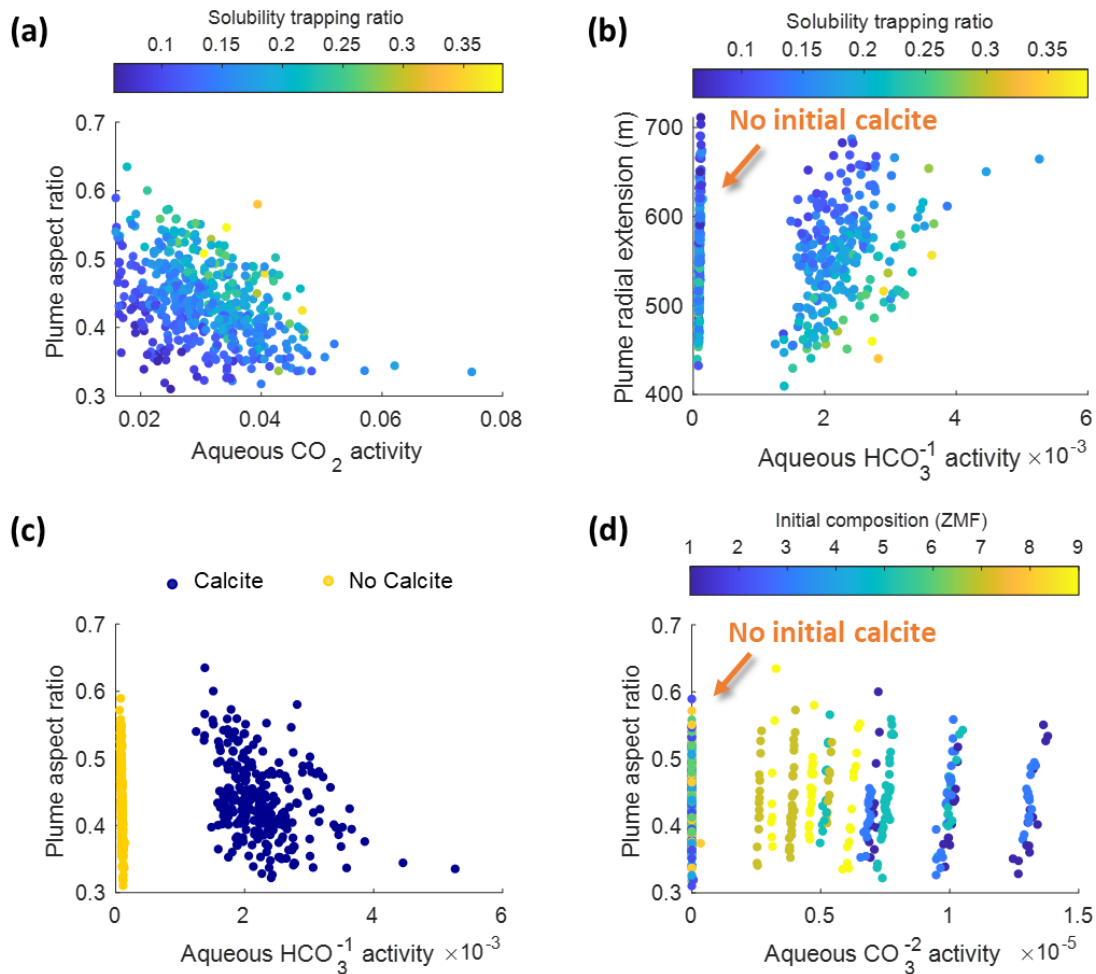 (a)
Solubility trapping ratio
0.1 0.15 0.2 0.25 0.3 0.35
0.7
0.6
0.5
0.4
0.3
Plume aspect ratio
0.02 0.04 0.06 0.08
Aqueous CO2 activity
(b)
Solubility trapping ratio
0.1 0.15 0.2 0.25 0.3 0.35
No initial calcite
700
600
500
400
Plume radial extension (m)
0 2 4 6
Aqueous HCO3-1 activity ×10-3
(c)
Calcite No Calcite
0.7
0.6
0.5
0.4
0.3
Plume aspect ratio
0 2 4 6
Aqueous HCO3-1 activity ×10-3
(d)
Initial composition (ZMF)
1 2 3 4 5 6 7 8 9
No initial calcite
0.7
0.6
0.5
0.4
0.3
Plume aspect ratio
0 0.5 1 1.5
Aqueous CO3-2 activity ×10-5